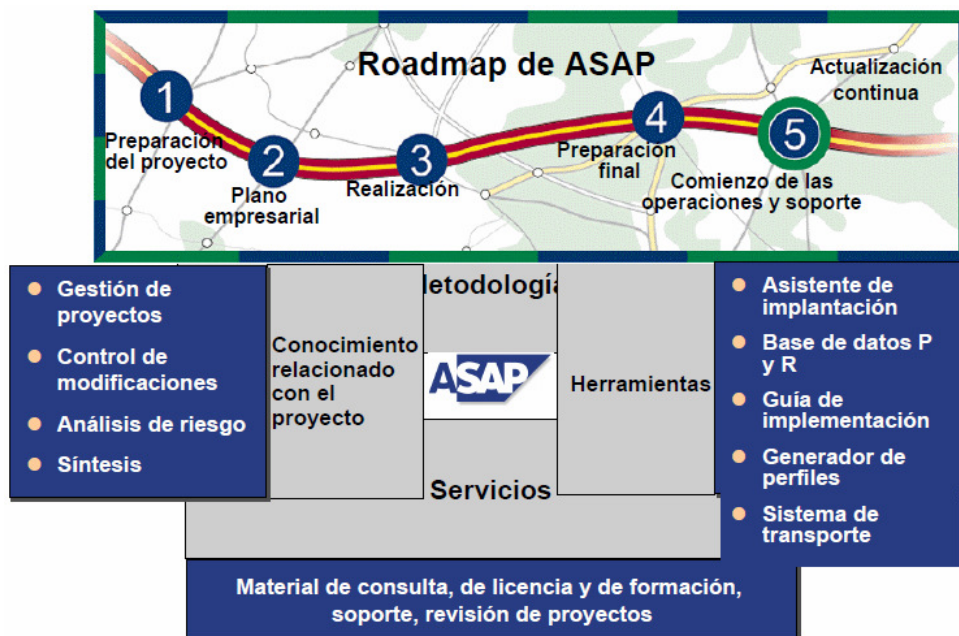 Roadmap de ASAP
1
Preparación
del proyecto
2
Plano
empresarial
3
Realización
4
Preparación
final
5
Comienzo de las
operaciones y soporte
Actualización
continua
Gestión de
proyectos
Control de
modificaciones
Análisis de riesgo
Síntesis
Conocimiento
relacionado
con el
proyecto
Metodología
ASAP
Servicios
Herramientas
Asistente de
implantación
Base de datos P
y R
Guía de
implementación
Generador de
perfiles
Sistema de
transporte
Material de consulta, de licencia y de formación,
soporte, revisión de proyectos